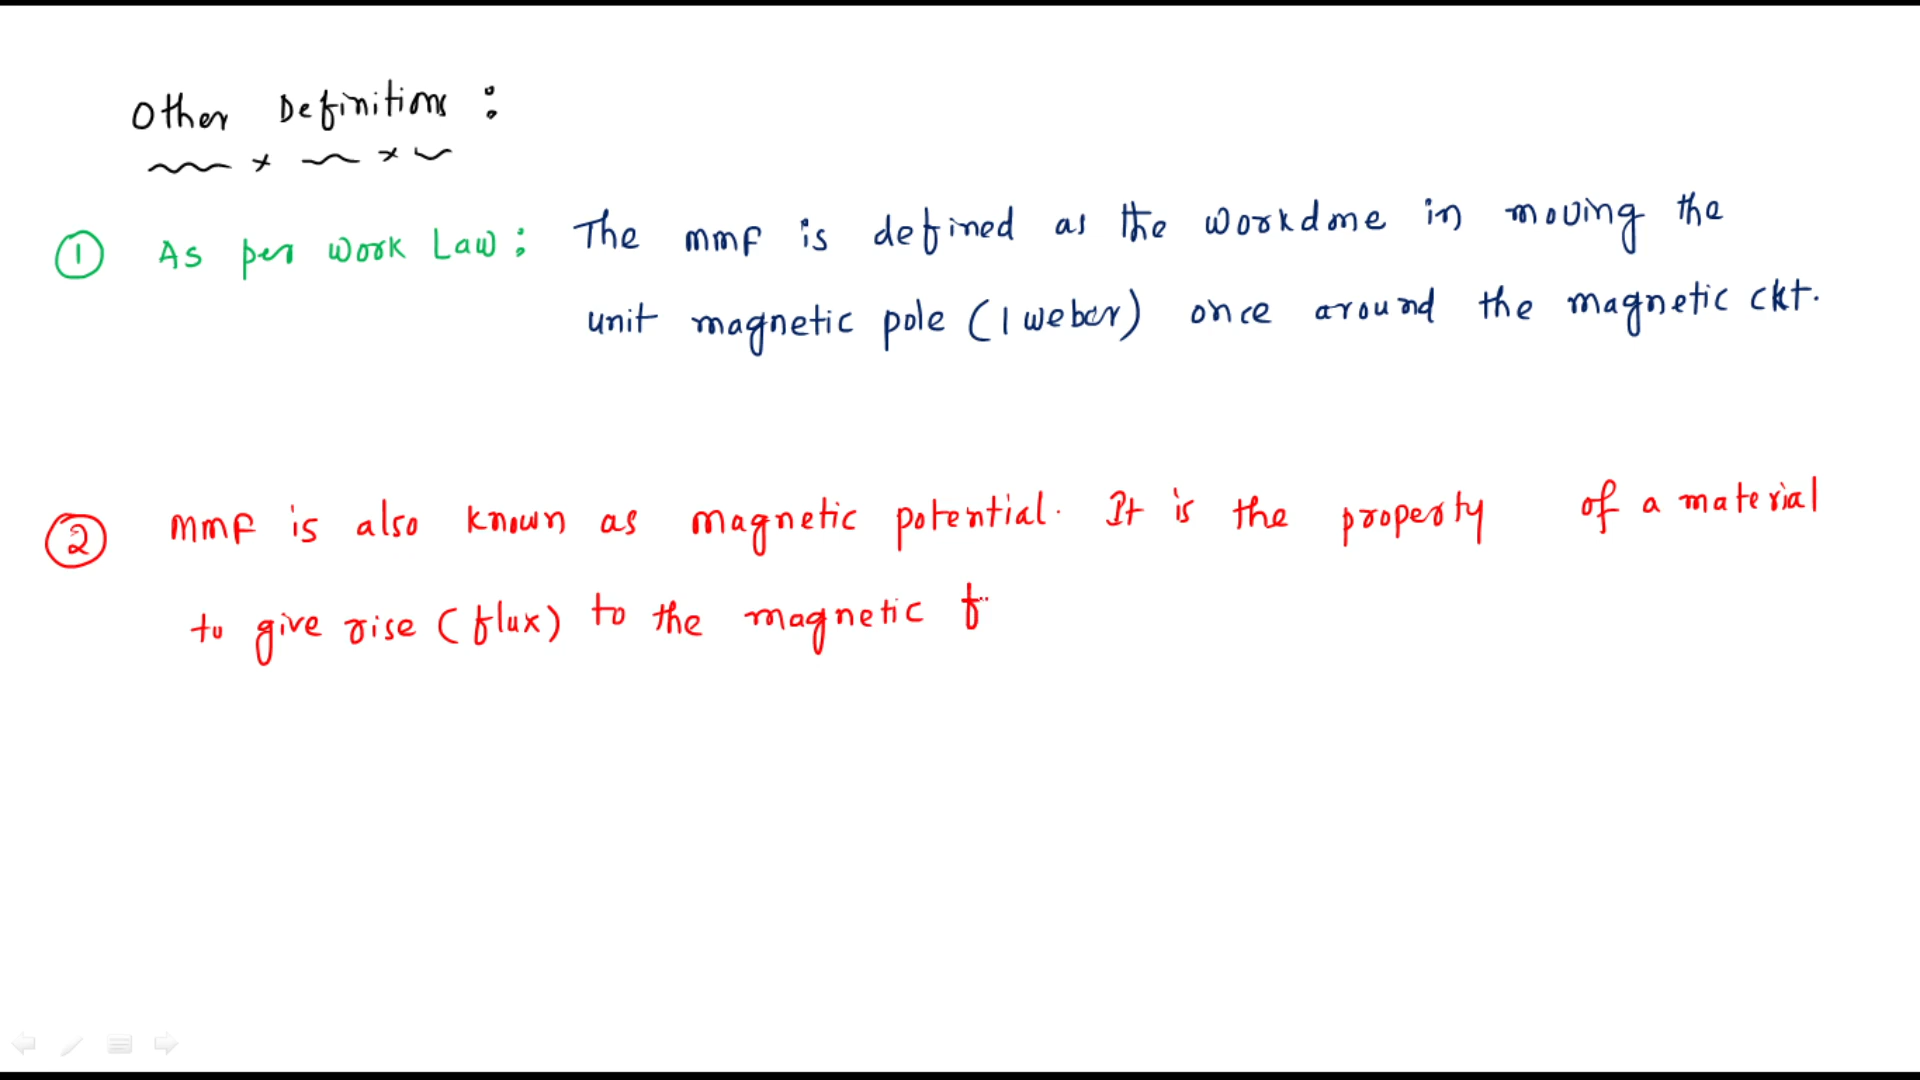 Other Definitions :
① As per work Law : The mmf is defined as the workdone in moving the
unit magnetic pole (1 weber) once around the magnetic ckt.
② mmf is also known as magnetic potential. It is the property of a material
to give rise (flux) to the magnetic f